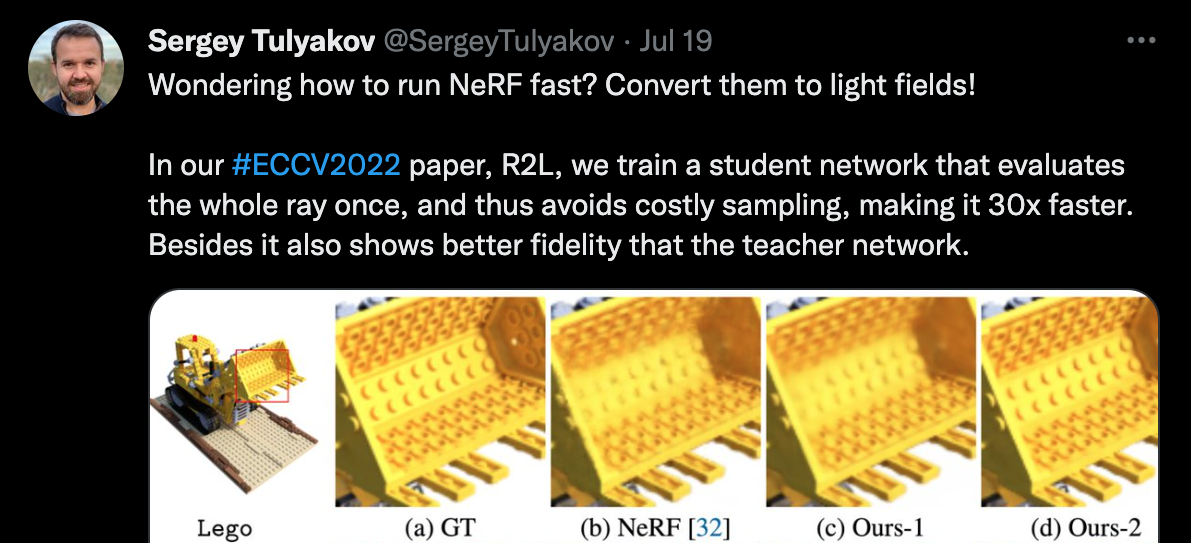 Sergey Tulyakov @SergeyTulyakov · Jul 19
Wondering how to run NeRF fast? Convert them to light fields!
In our #ECCV2022 paper, R2L, we train a student network that evaluates
the whole ray once, and thus avoids costly sampling, making it 30x faster.
Besides it also shows better fidelity that the teacher network.
Lego (a) GT (b) NeRF [32] (c) Ours-1 (d) Ours-2